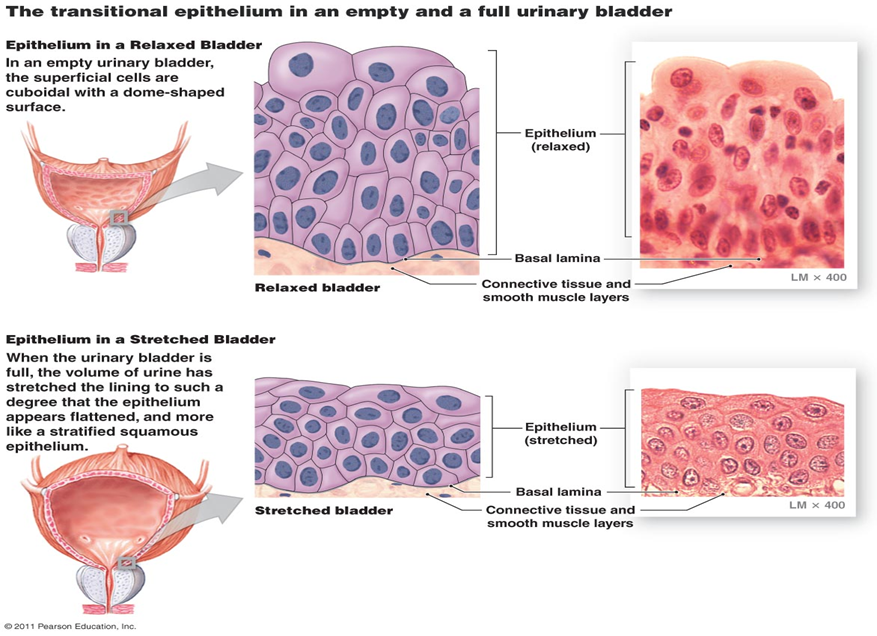 The transitional epithelium in an empty and a full urinary bladder
Epithelium in a Relaxed Bladder
In an empty urinary bladder,
the superficial cells are
cuboidal with a dome-shaped
surface.
Epithelium
(relaxed)
Basal lamina
Connective tissue and
smooth muscle layers
Relaxed bladder
LM × 400
Epithelium in a Stretched Bladder
When the urinary bladder is
full, the volume of urine has
stretched the lining to such a
degree that the epithelium
appears flattened, and more
like a stratified squamous
epithelium.
Epithelium
(stretched)
Basal lamina
Connective tissue and
smooth muscle layers
Stretched bladder
LM × 400
© 2011 Pearson Education, Inc.